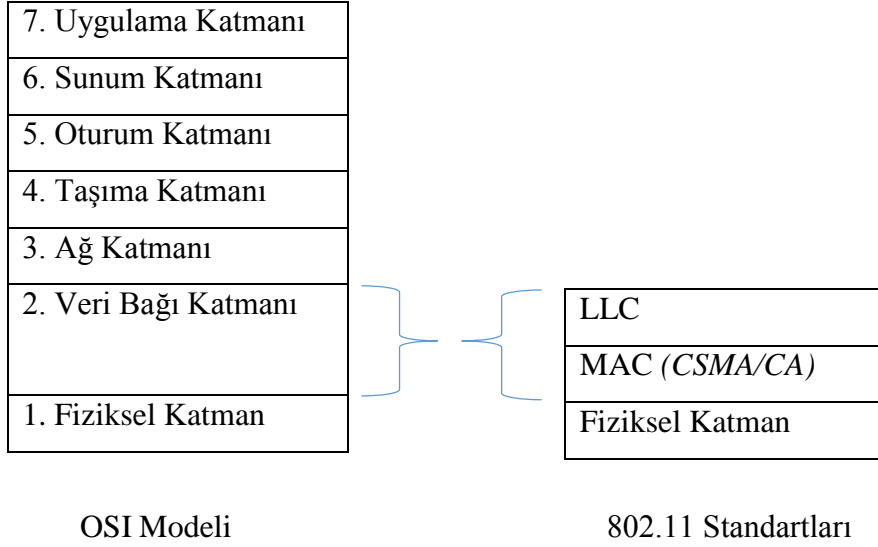 7. Uygulama Katmanı
6. Sunum Katmanı
5. Oturum Katmanı
4. Taşıma Katmanı
3. Ağ Katmanı
2. Veri Bağı Katmanı
1. Fiziksel Katman
OSI Modeli
LLC
MAC (CSMA/CA)
Fiziksel Katman
802.11 Standartları